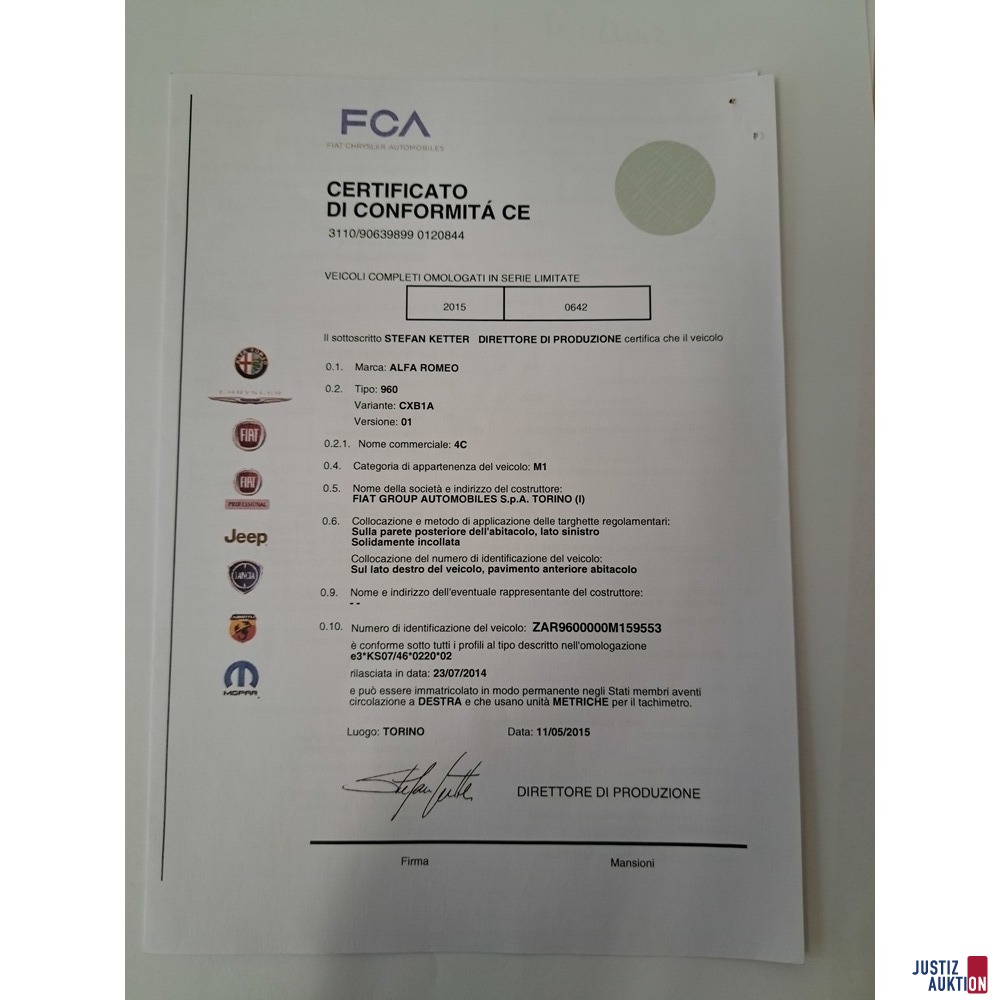 FCA
FIAT CHRYSLER AUTOMOBILES
CERTIFICATO
DI CONFORMITÁ CE
3110/90639899 0120844
VEICOLI COMPLETI OMOLOGATI IN SERIE LIMITATE
2015 0642
Il sottoscritto STEFAN KETTER DIRETTORE DI PRODUZIONE certifica che il veicolo
0.1. Marca: ALFA ROMEO
0.2. Tipo: 960
Variante: CXB1A
Versione: 01
0.2.1. Nome commerciale: 4C
0.4. Categoria di appartenenza del veicolo: M1
0.5. Nome della società e indirizzo del costruttore:
FIAT GROUP AUTOMOBILES S.p.A. TORINO (I)
0.6. Collocazione e metodo di applicazione delle targhette regolamentari:
Sulla parete posteriore dell'abitacolo, lato sinistro
Solidamente incollata
Collocazione del numero di identificazione del veicolo:
Sul lato destro del veicolo, pavimento anteriore abitacolo
0.9. Nome e indirizzo dell'eventuale rappresentante del costruttore:
- -
0.10. Numero di identificazione del veicolo: ZAR9600000M159553
è conforme sotto tutti i profili al tipo descritto nell'omologazione
e3*KS07/46*0220*02
rilasciata in data: 23/07/2014
e può essere immatricolato in modo permanente negli Stati membri aventi
circolazione a DESTRA e che usano unità METRICHE per il tachimetro.
Luogo: TORINO Data: 11/05/2015
Stefan Ketter
DIRETTORE DI PRODUZIONE
Firma Mansioni
ALFA ROMEO
CHRYSLER
FIAT
FIAT
PROFESSIONAL
Jeep
LANCIA
ABARTH
MOPAR
JUSTIZ
AUKTION